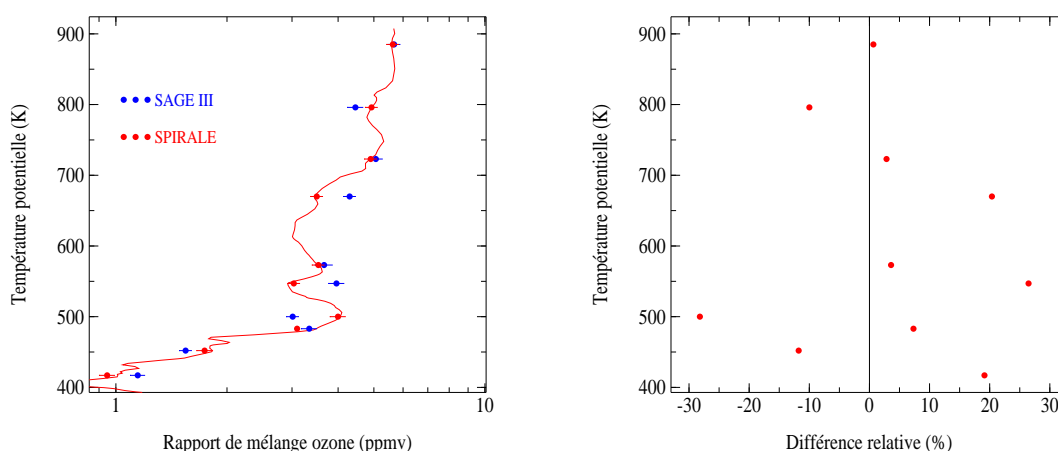 900
800
700
600
500
400
Température potentielle (K)
SAGE III
SPIRALE
1
2
10
Rapport de mélange ozone (ppmv)
900
800
700
600
500
400
Température potentielle (K)
-30 -20 -10 0 10 20 30
Différence relative (%)